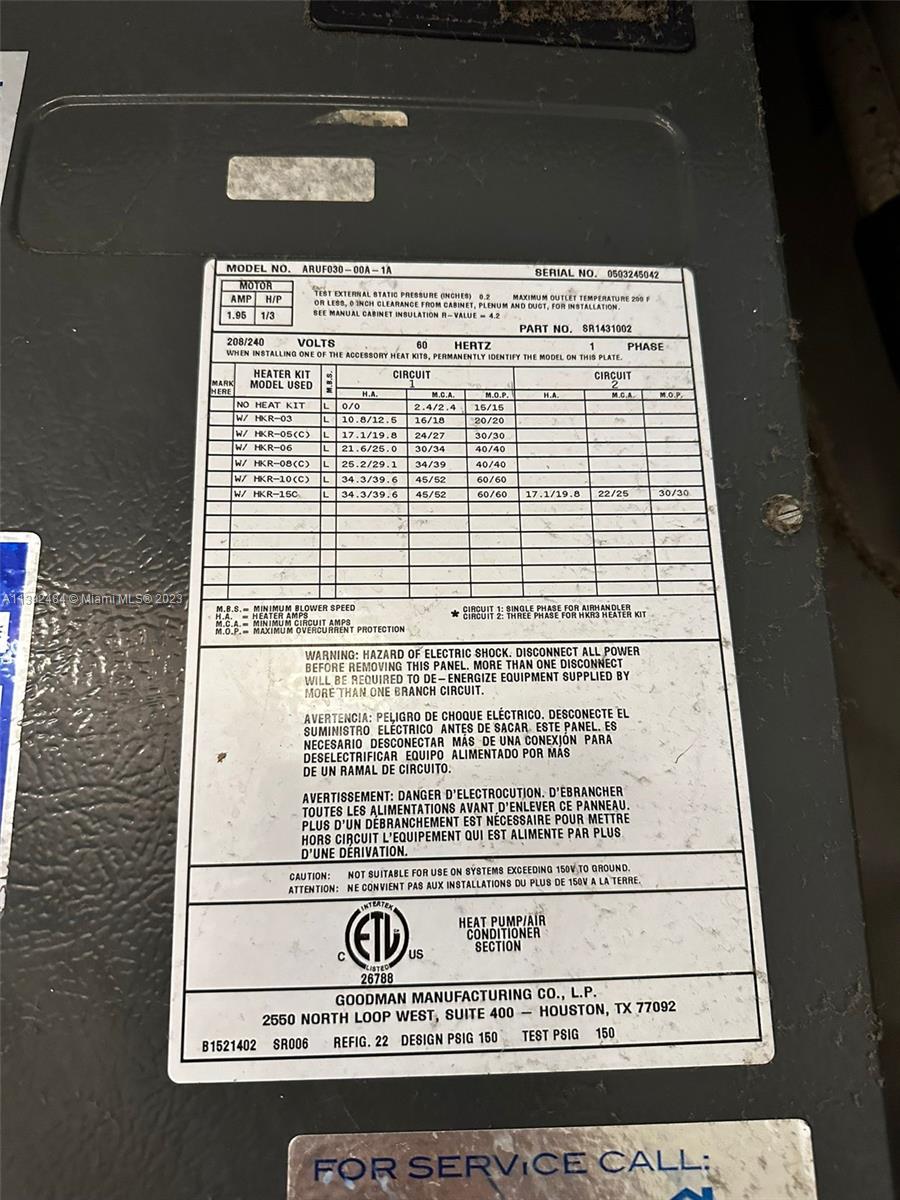 MODEL NO. ARUF030-00A-1A SERIAL NO. 0503245042
MOTOR
AMP H/P
1.95 1/3
TEST EXTERNAL STATIC PRESSURE (INCHES) 0.2 MAXIMUM OUTLET TEMPERATURE 200 F
OR LESS, 0 INCH CLEARANCE FROM CABINET, PLENUM AND DUCT, FOR INSTALLATION.
SEE MANUAL CABINET INSULATION R-VALUE = 4.2
PART NO. SR1431002
208/240 VOLTS 60 HERTZ 1 PHASE
WHEN INSTALLING ONE OF THE ACCESSORY HEAT KITS, PERMANENTLY IDENTIFY THE MODEL ON THIS PLATE.
MARK HERE HEATER KIT MODEL USED M.B.S. CIRCUIT 1 CIRCUIT 2
H.A. M.C.A. M.O.P. H.A. M.C.A. M.O.P.
NO HEAT KIT L 0/0 2.4/2.4 15/15
W/ HKR-03 L 10.8/12.5 16/18 20/20
W/ HKR-05(C) L 17.1/19.8 24/27 30/30
W/ HKR-06 L 21.6/25.0 30/34 40/40
W/ HKR-08(C) L 25.2/29.1 34/39 40/40
W/ HKR-10(C) L 34.3/39.6 45/52 60/60
W/ HKR-15C L 34.3/39.6 45/52 60/60 17.1/19.8 22/25 30/30
M.B.S.= MINIMUM BLOWER SPEED
H.A. = HEATER AMPS
M.C.A.= MINIMUM CIRCUIT AMPS
M.O.P.= MAXIMUM OVERCURRENT PROTECTION
* CIRCUIT 1: SINGLE PHASE FOR AIRHANDLER
CIRCUIT 2: THREE PHASE FOR HKR3 HEATER KIT
A11392484 © Miami MLS® 2023
WARNING: HAZARD OF ELECTRIC SHOCK. DISCONNECT ALL POWER
BEFORE REMOVING THIS PANEL. MORE THAN ONE DISCONNECT
WILL BE REQUIRED TO DE-ENERGIZE EQUIPMENT SUPPLIED BY
MORE THAN ONE BRANCH CIRCUIT.
AVERTENCIA: PELIGRO DE CHOQUE ELÉCTRICO. DESCONECTE EL
SUMINISTRO ELÉCTRICO ANTES DE SACAR ESTE PANEL. ES
NECESARIO DESCONECTAR MÁS DE UNA CONEXJÓN PARA
DESELECTRIFICAR EQUIPO ALIMENTADO POR MÁS
DE UN RAMAL DE CIRCUITO.
AVERTISSEMENT: DANGER D'ELECTROCUTION. D'ÉBRANCHER
TOUTES LES ALIMENTATIONS AVANT D'ENLEVER CE PANNEAU.
PLUS D'UN DÉBRANCHEMENT EST NÉCESSAIRE POUR METTRE
HORS CIRCUIT L'EQUIPEMENT QUI EST ALIMENTE PAR PLUS
D'UNE DÉRIVATION.
CAUTION: NOT SUITABLE FOR USE ON SYSTEMS EXCEEDING 150V TO GROUND.
ATTENTION: NE CONVIENT PAS AUX INSTALLATIONS DU PLUS DE 150V A LA TERRE.
INTERTEK
ETL
C US
LISTED
26788
HEAT PUMP/AIR
CONDITIONER
SECTION
GOODMAN MANUFACTURING CO., L.P.
2550 NORTH LOOP WEST, SUITE 400 — HOUSTON, TX 77092
B1521402 SR006 REFIG. 22 DESIGN PSIG 150 TEST PSIG 150
FOR SERVICE CALL: